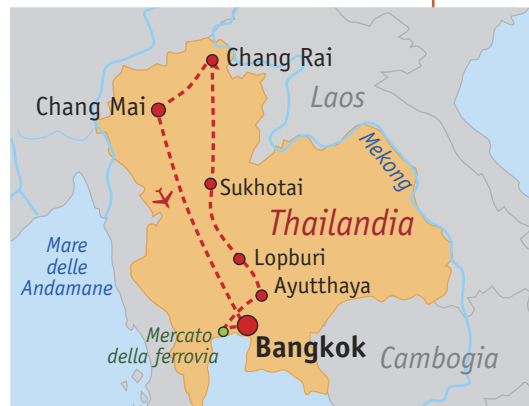 Chang Rai
Laos
Chang Mai
Mekong
Sukhotai
Thailandia
Mare
delle
Andamane
Lopburi
Ayutthaya
Mercato
della ferrovia
Bangkok
Cambogia